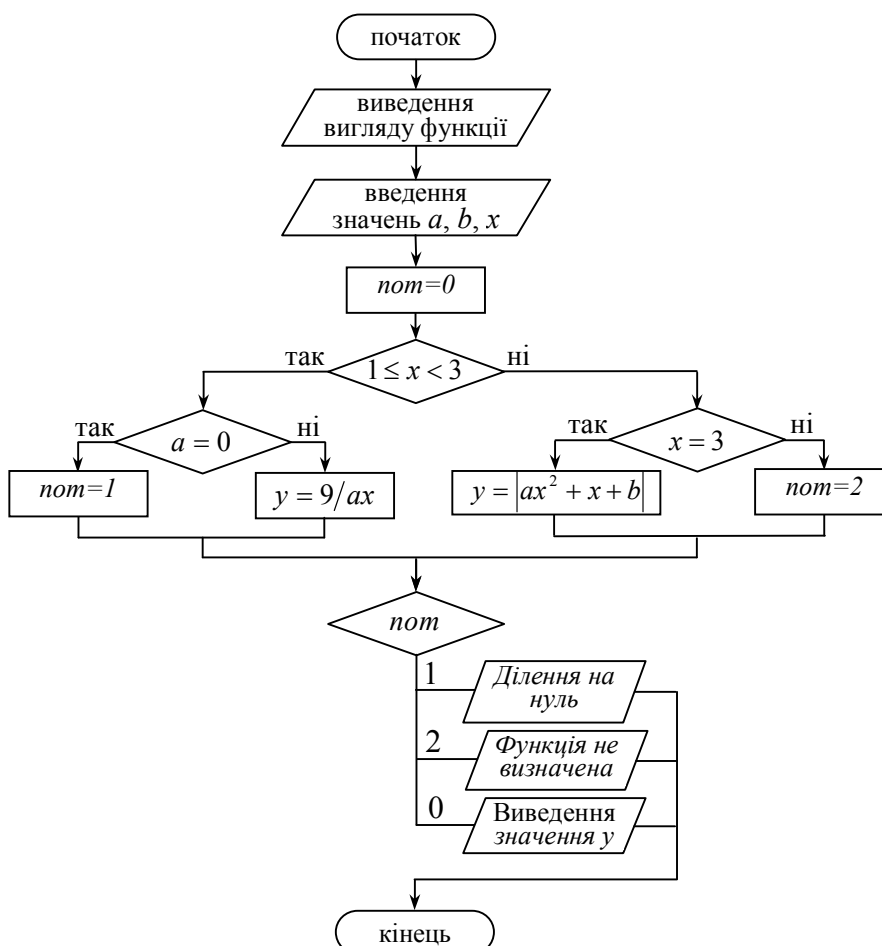 початок
виведення
вигляду функції
введення
значень a, b, x
nom=0
так
1 ≤ x < 3
ні
так
a = 0
ні
так
x = 3
ні
nom=1
y = 9/ax
y = |ax² + x + b|
nom=2
nom
1
Ділення на
нуль
2
Функція не
визначена
0
Виведення
значення y
кінець